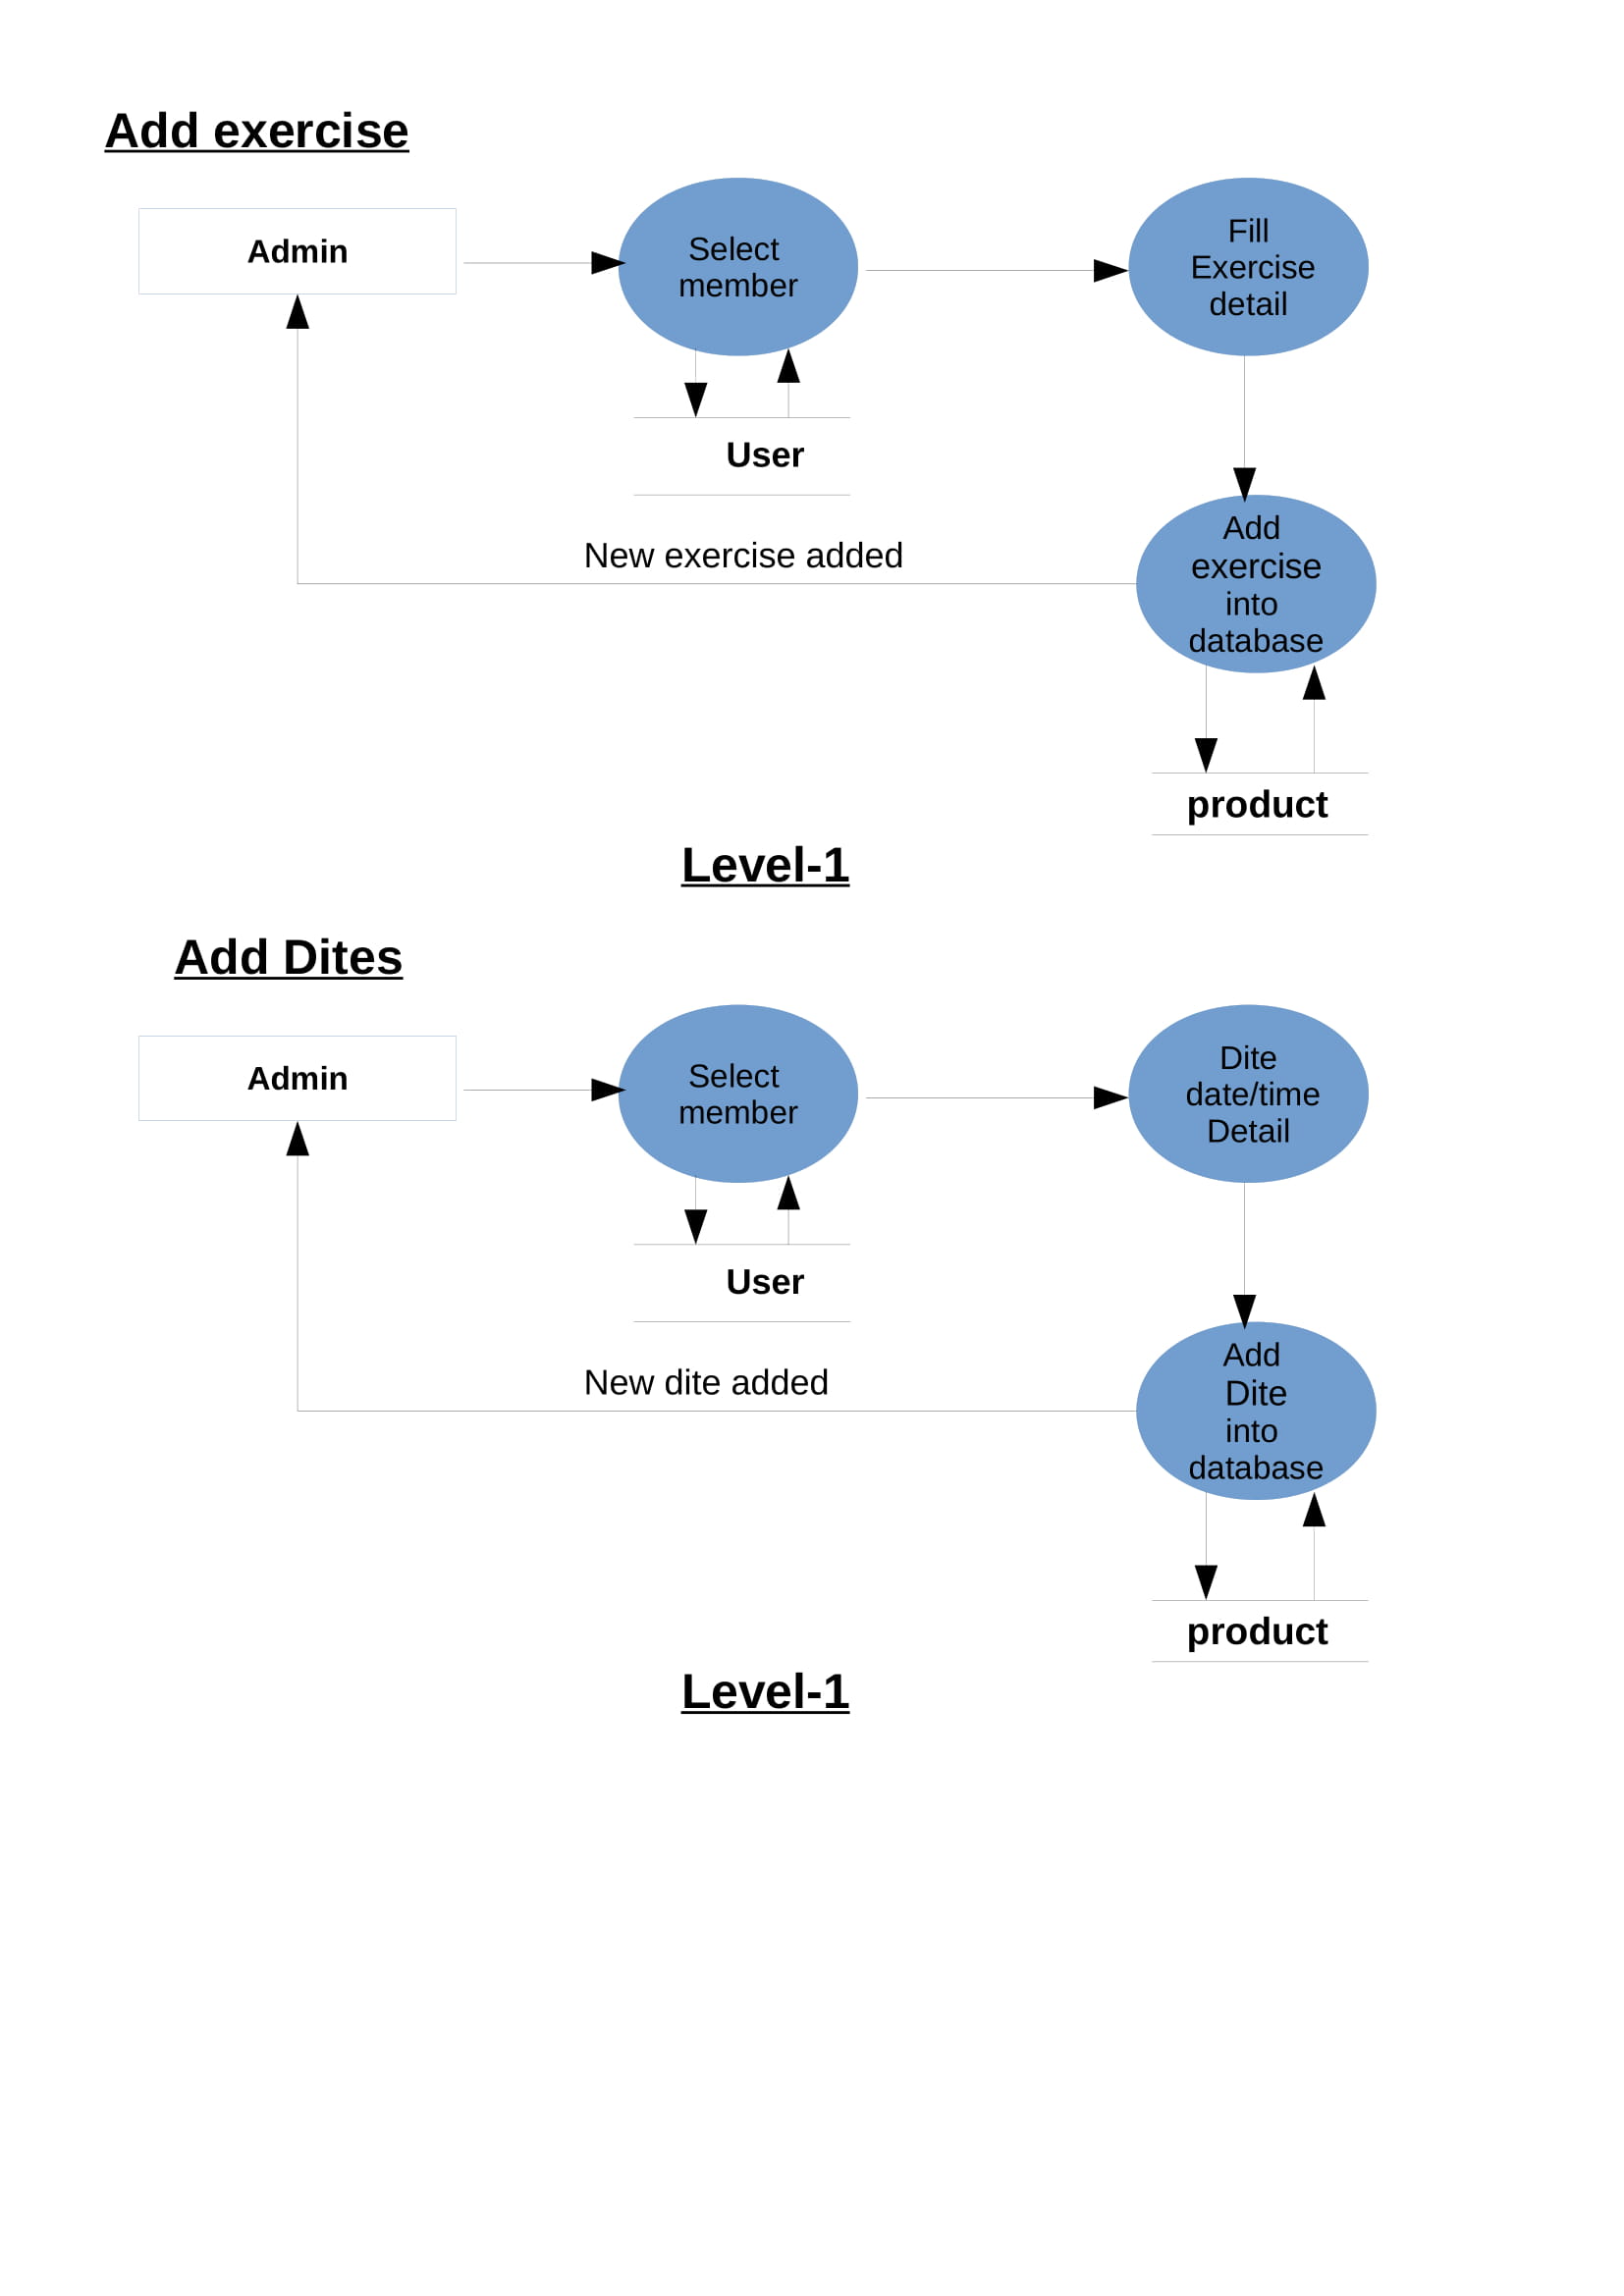 Add exercise
Admin
Select
member
Fill
Exercise
detail
User
New exercise added
Add
exercise
into
database
product
Level-1
Add Dites
Admin
Select
member
Dite
date/time
Detail
User
New dite added
Add
Dite
into
database
product
Level-1